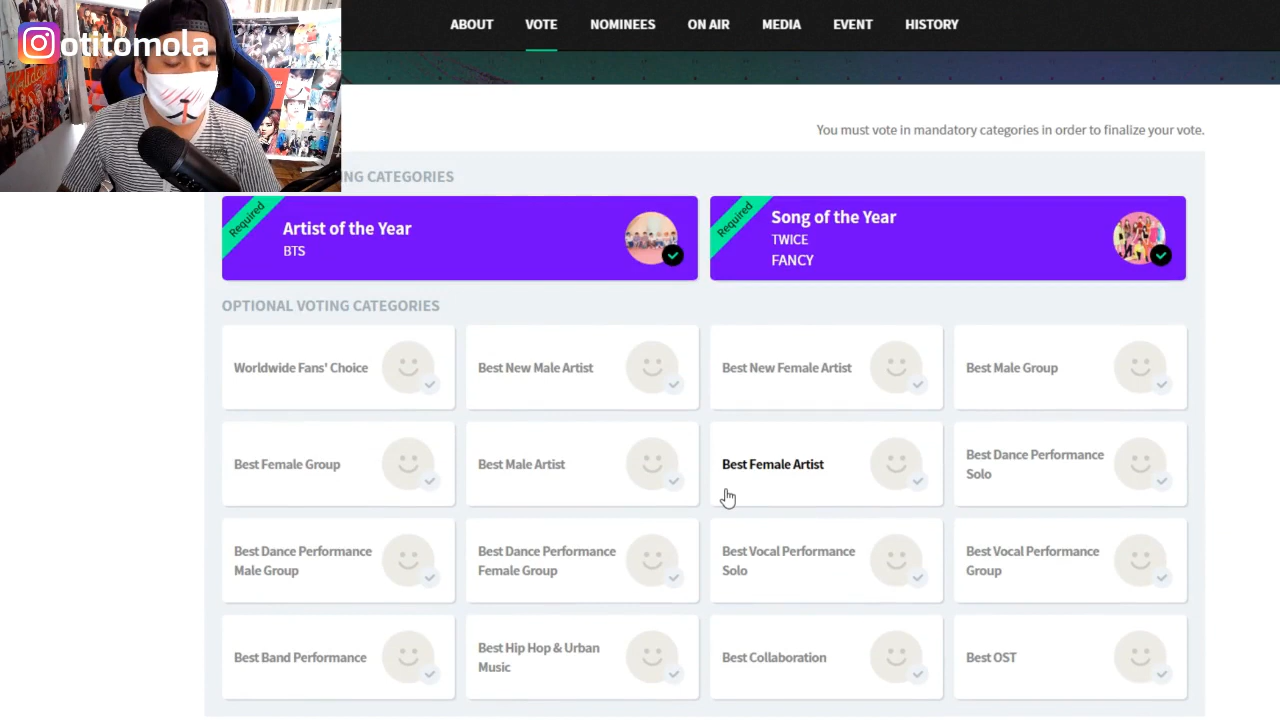 otitomola
ABOUT VOTE NOMINEES ON AIR MEDIA EVENT HISTORY
You must vote in mandatory categories in order to finalize your vote.
NG CATEGORIES
Required
Artist of the Year
BTS
Required
Song of the Year
TWICE
FANCY
OPTIONAL VOTING CATEGORIES
Worldwide Fans' Choice
Best New Male Artist
Best New Female Artist
Best Male Group
Best Female Group
Best Male Artist
Best Female Artist
Best Dance Performance
Solo
Best Dance Performance
Male Group
Best Dance Performance
Female Group
Best Vocal Performance
Solo
Best Vocal Performance
Group
Best Band Performance
Best Hip Hop & Urban
Music
Best Collaboration
Best OST